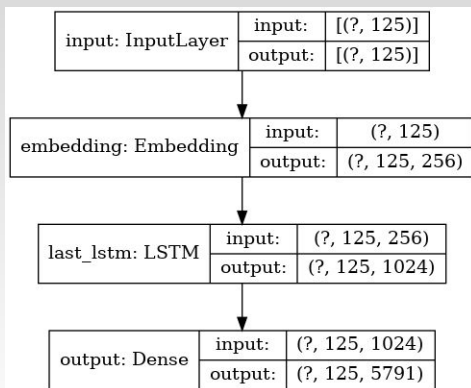 input: InputLayer
input: [(?, 125)]
output: [(?, 125)]
embedding: Embedding
input: (?, 125)
output: (?, 125, 256)
last_lstm: LSTM
input: (?, 125, 256)
output: (?, 125, 1024)
output: Dense
input: (?, 125, 1024)
output: (?, 125, 5791)